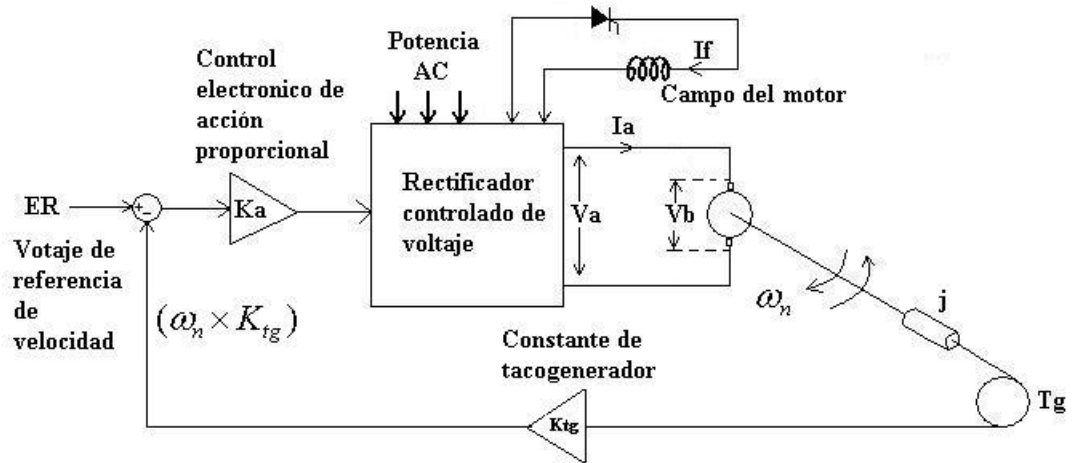 Control
electronico de
acción
proporcional
Potencia
AC
If
Campo del motor
Ia
ER
+
-
Ka
Rectificador
controlado de
voltaje
Va
Vb
Votaje de
referencia
de
velocidad
(ωn × Ktg)
ωn
j
Constante de
tacogenerador
Ktg
Tg